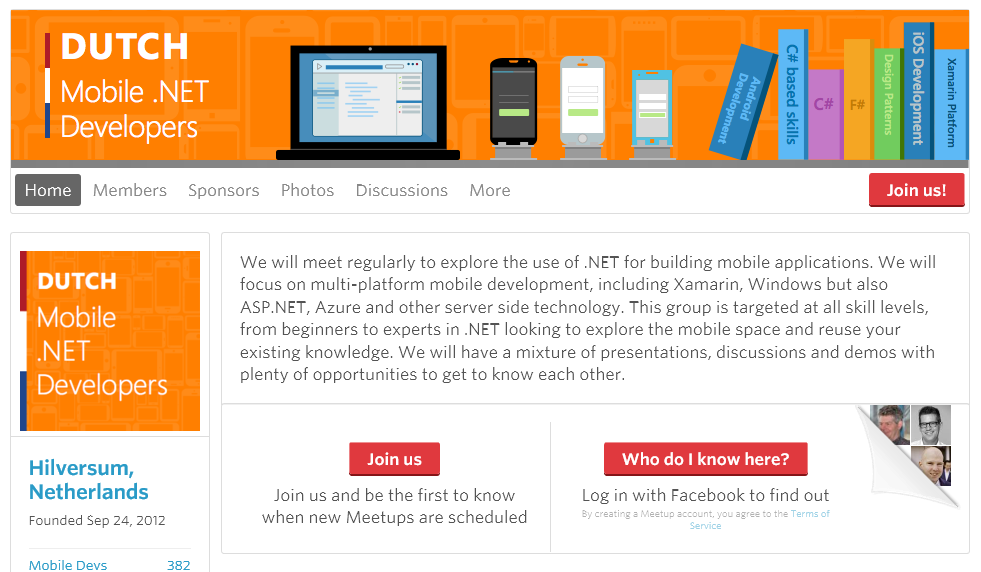 DUTCH
Mobile .NET
Developers
Android
Development
C# based skills
C#
F#
Design Patterns
iOS Development
Xamarin Platform
Home Members Sponsors Photos Discussions More Join us!
DUTCH
Mobile
.NET
Developers
Hilversum,
Netherlands
Founded Sep 24, 2012
Mobile Devs 382
We will meet regularly to explore the use of .NET for building mobile applications. We will
focus on multi-platform mobile development, including Xamarin, Windows but also
ASP.NET, Azure and other server side technology. This group is targeted at all skill levels,
from beginners to experts in .NET looking to explore the mobile space and reuse your
existing knowledge. We will have a mixture of presentations, discussions and demos with
plenty of opportunities to get to know each other.
Join us
Join us and be the first to know
when new Meetups are scheduled
Who do I know here?
Log in with Facebook to find out
By creating a Meetup account, you agree to the Terms of
Service